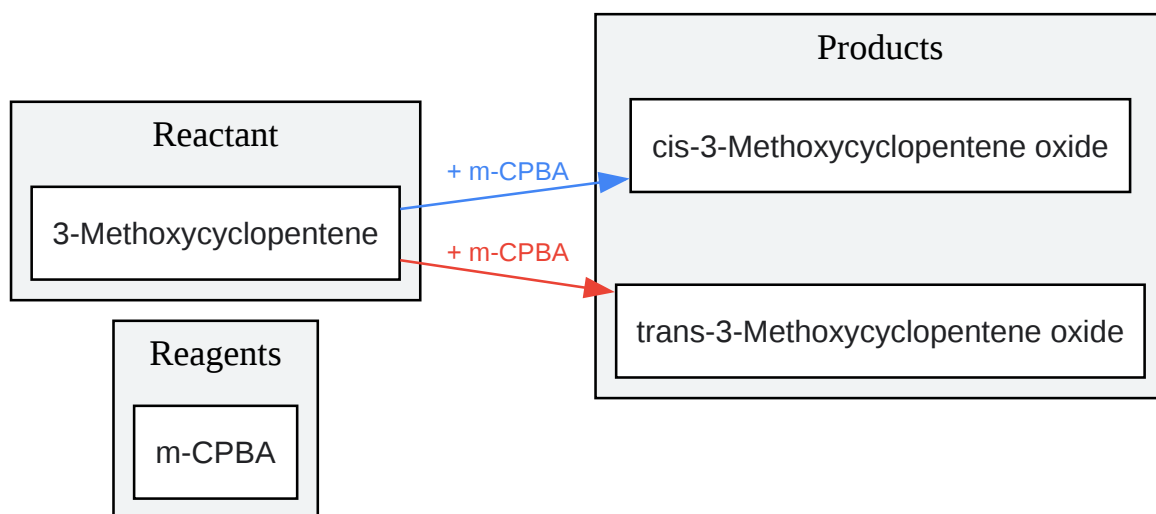 Products
Reactant
cis-3-Methoxycyclopentene oxide
+ m-CPBA
3-Methoxycyclopentene
+ m-CPBA
trans-3-Methoxycyclopentene oxide
Reagents
m-CPBA